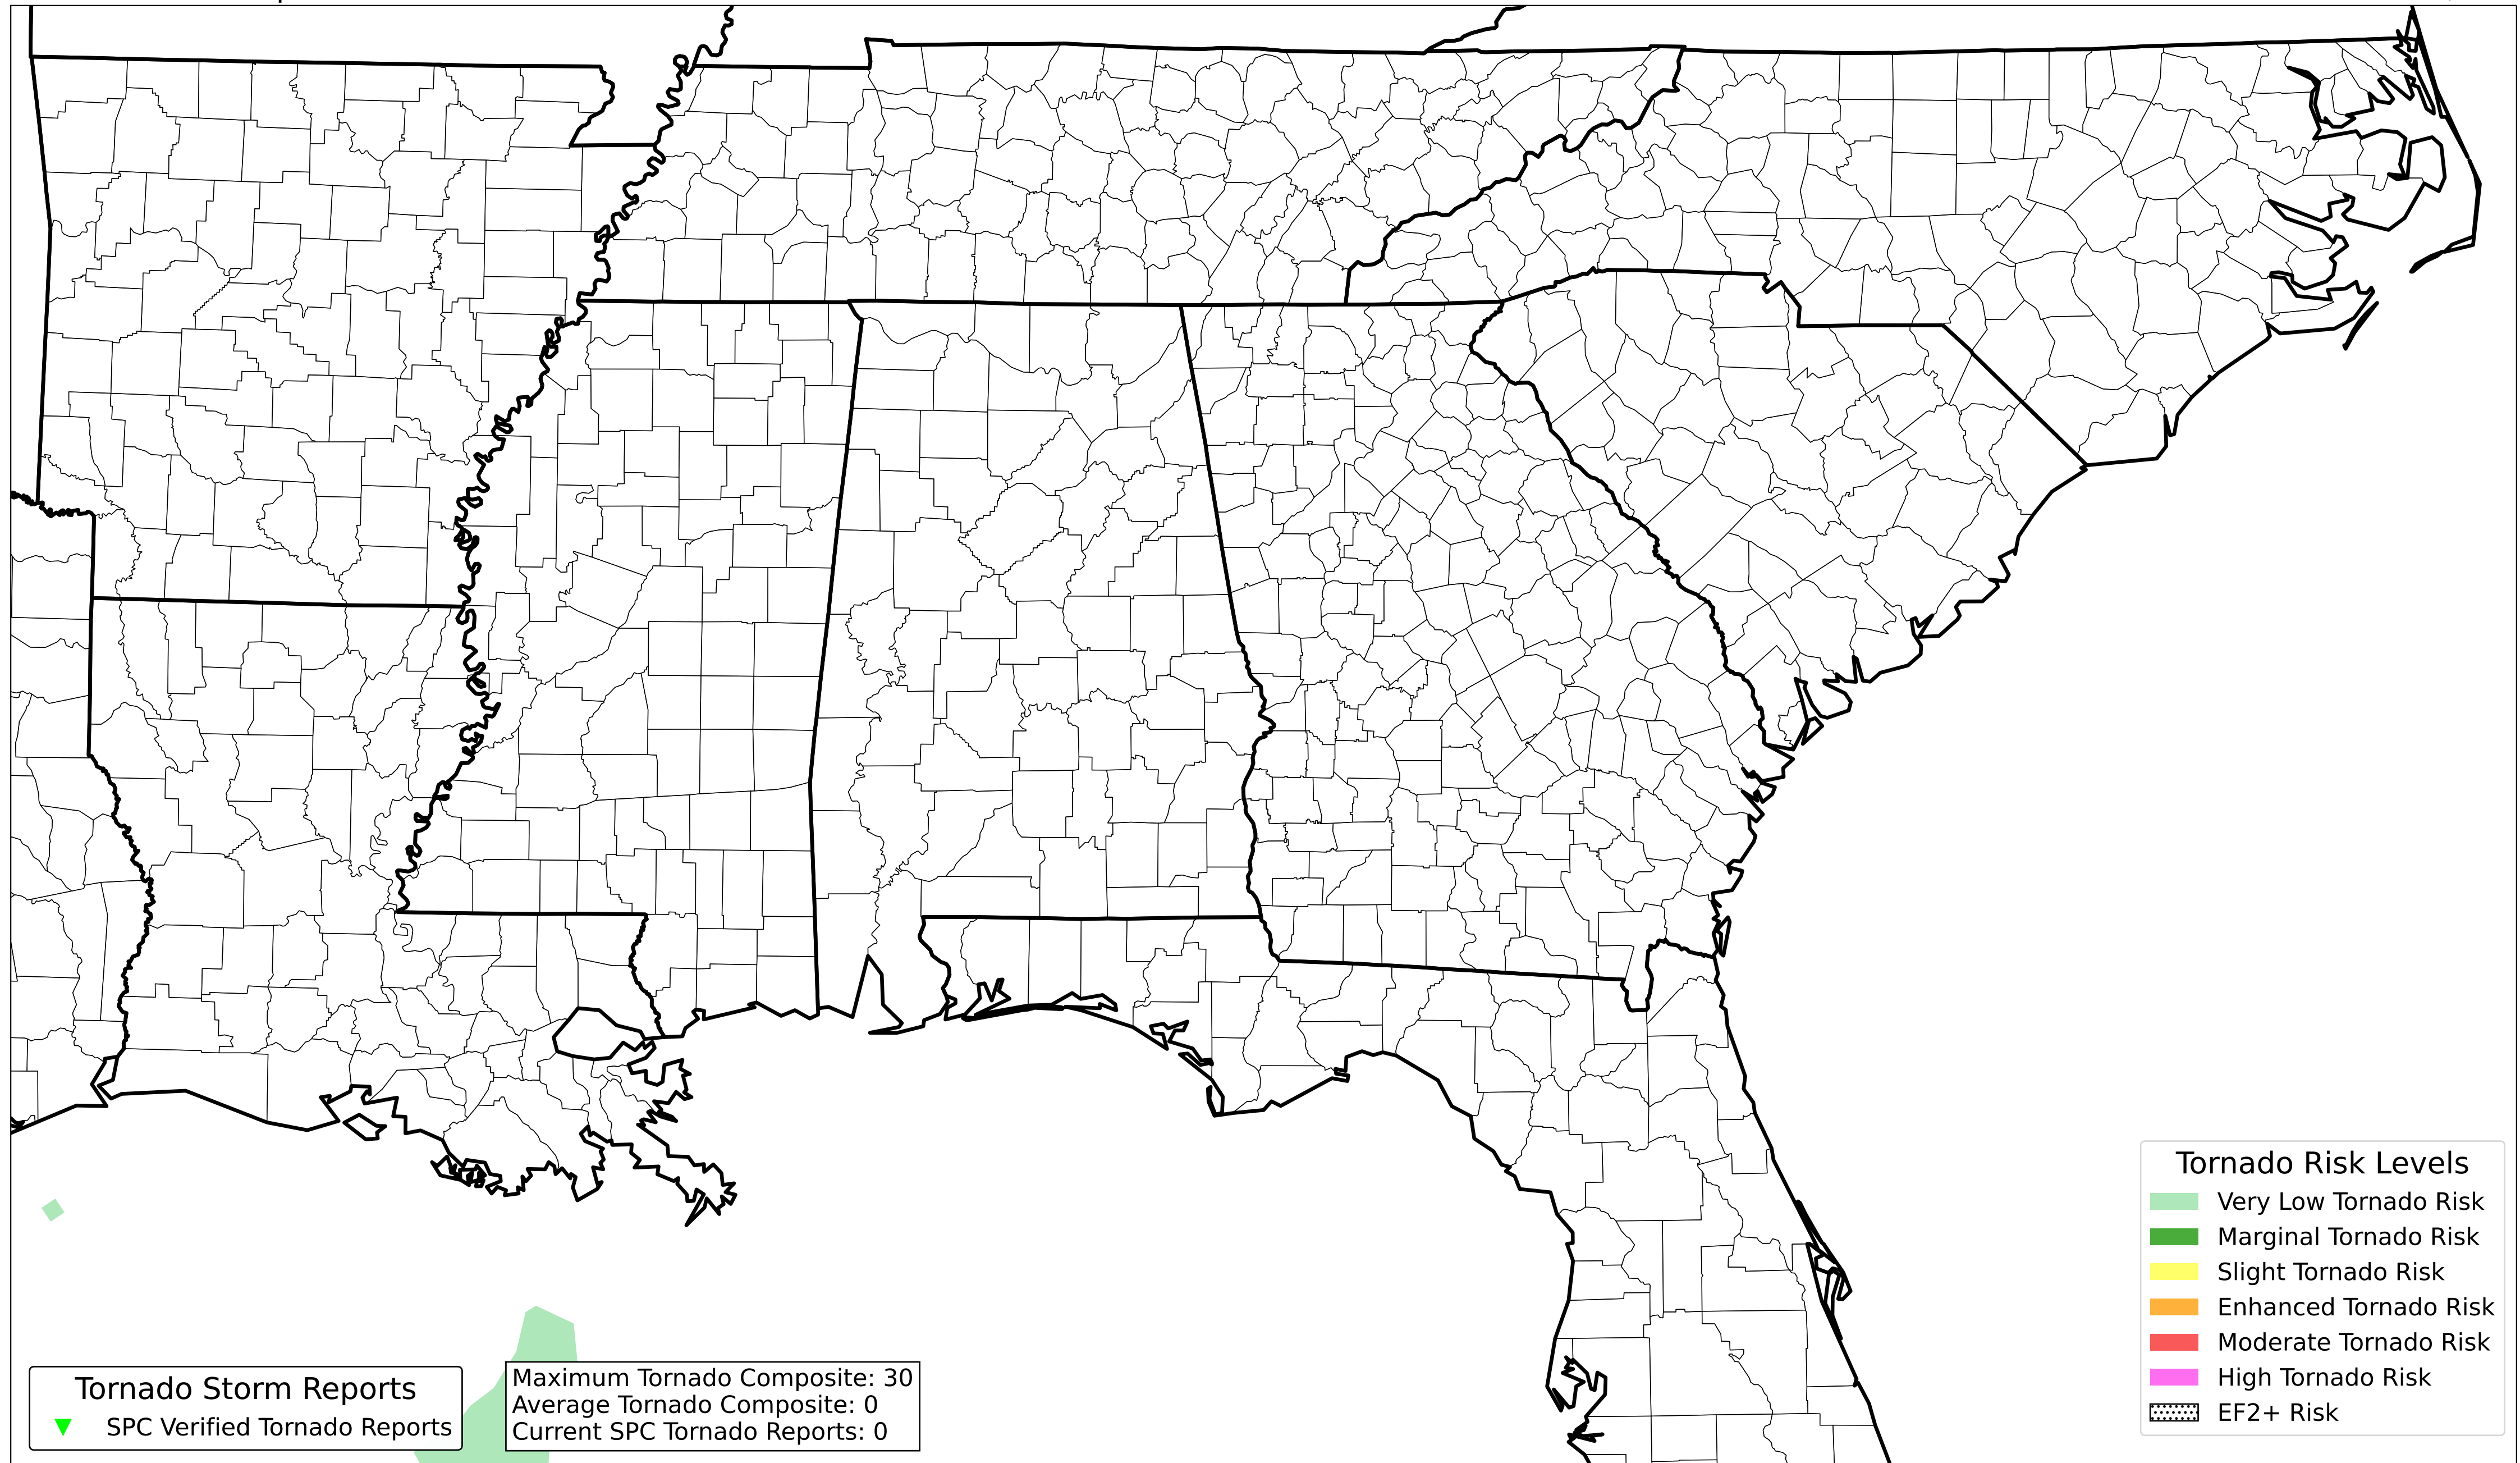 Tornado Risk Levels
Very Low Tornado Risk
Marginal Tornado Risk
Slight Tornado Risk
Enhanced Tornado Risk
Moderate Tornado Risk
High Tornado Risk
EF2+ Risk
Tornado Storm Reports
SPC Verified Tornado Reports
Maximum Tornado Composite: 30
Average Tornado Composite: 0
Current SPC Tornado Reports: 0